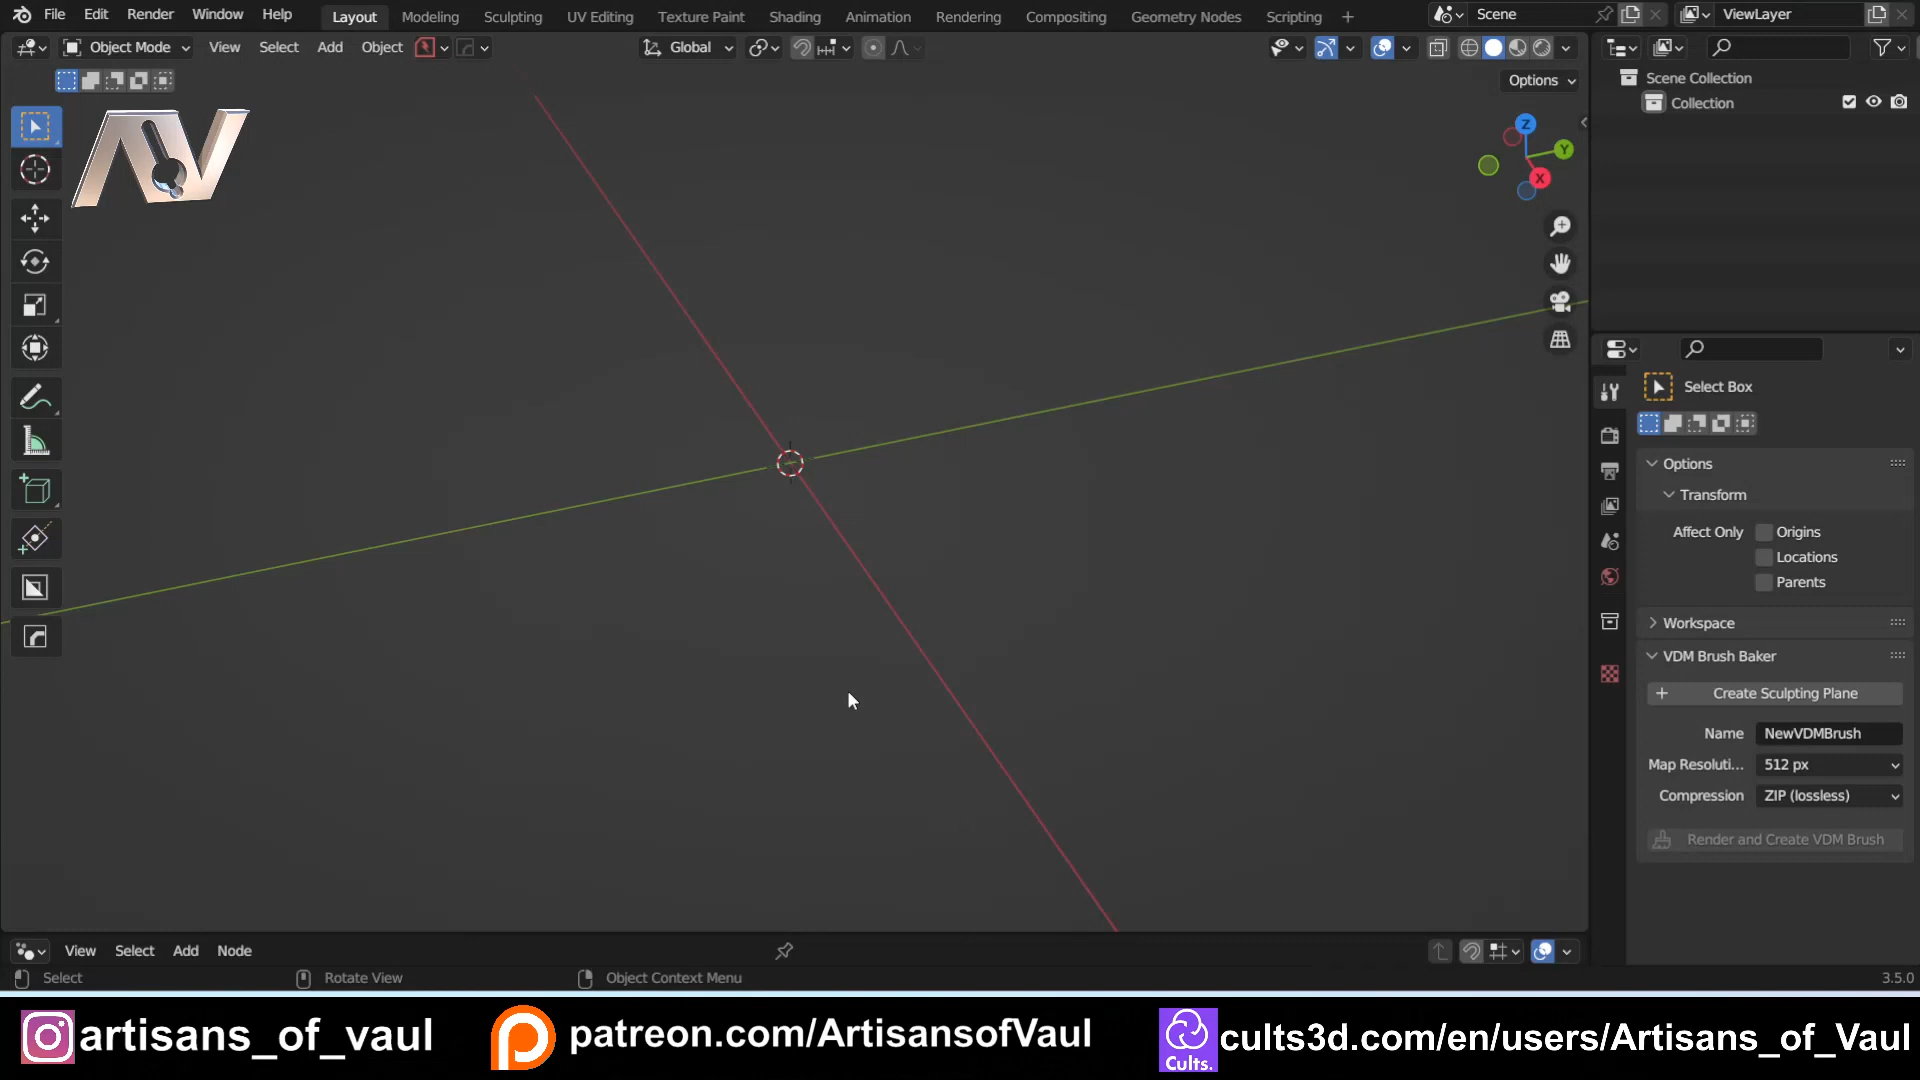 File Edit Render Window Help Layout Modeling Sculpting UV Editing Texture Paint Shading Animation Rendering Compositing Geometry Nodes Scripting + Scene ViewLayer
Object Mode View Select Add Object Global
Options
Z
Y
X
Scene Collection
Collection
Select Box
Options
Transform
Affect Only Origins
Locations
Parents
Workspace
VDM Brush Baker
+ Create Sculpting Plane
Name NewVDMBrush
Map Resoluti... 512 px
Compression ZIP (lossless)
Render and Create VDM Brush
View Select Add Node
Select Rotate View Object Context Menu 3.5.0
artisans_of_vaul patreon.com/ArtisansofVaul Cults. cults3d.com/en/users/Artisans_of_Vaul